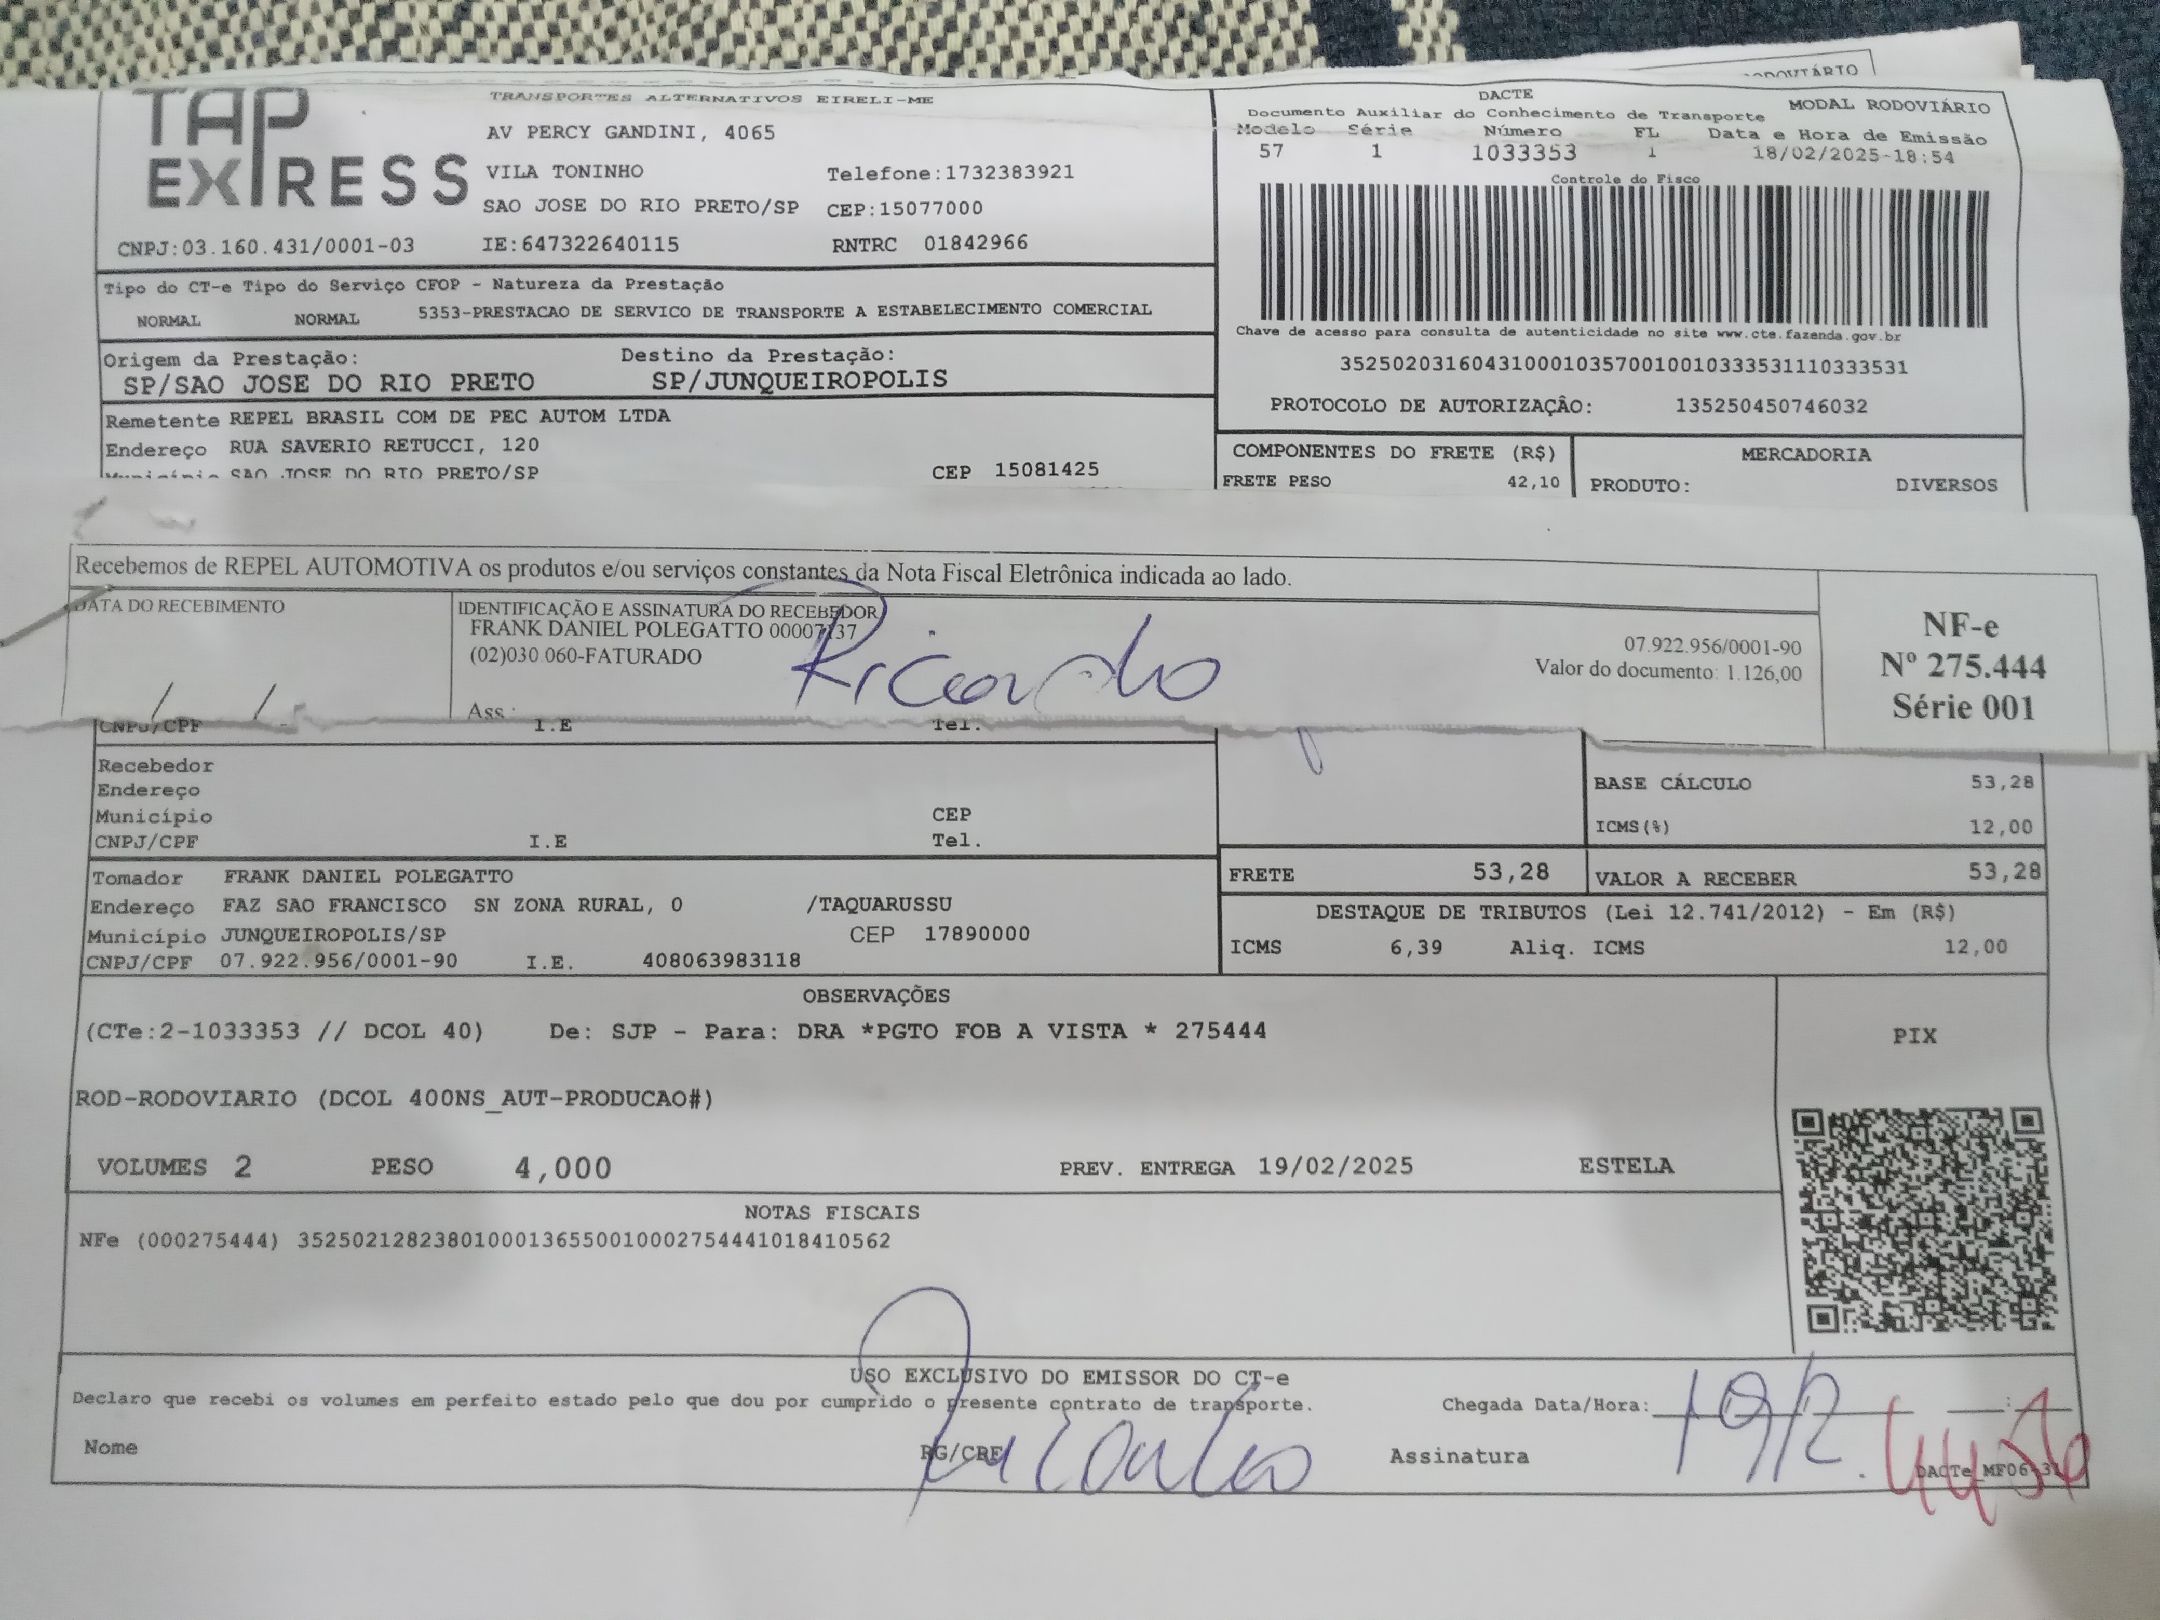 ODOVIÁRIO
TAP EXPRESS
TRANSPORTES ALTERNATIVOS EIRELI-ME
AV PERCY GANDINI, 4065
VILA TONINHO Telefone:1732383921
SAO JOSE DO RIO PRETO/SP CEP:15077000
CNPJ:03.160.431/0001-03 IE:647322640115 RNTRC 01842966
DACTE
Documento Auxiliar do Conhecimento de Transporte MODAL RODOVIÁRIO
Modelo Série Número FL Data e Hora de Emissão
57 1 1033353 1 18/02/2025-18:54
Controle do Fisco
Chave de acesso para consulta de autenticidade no site www.cte.fazenda.gov.br
35250203160431000103570010010333531110333531
PROTOCOLO DE AUTORIZAÇÂO: 135250450746032
Tipo do CT-e Tipo do Serviço CFOP - Natureza da Prestação
NORMAL NORMAL 5353-PRESTACAO DE SERVICO DE TRANSPORTE A ESTABELECIMENTO COMERCIAL
Origem da Prestação: Destino da Prestação:
SP/SAO JOSE DO RIO PRETO SP/JUNQUEIROPOLIS
Remetente REPEL BRASIL COM DE PEC AUTOM LTDA
Endereço RUA SAVERIO RETUCCI, 120
Município SAO JOSE DO RIO PRETO/SP CEP 15081425
COMPONENTES DO FRETE (R$) MERCADORIA
FRETE PESO 42,10 PRODUTO: DIVERSOS
Recebemos de REPEL AUTOMOTIVA os produtos e/ou serviços constantes da Nota Fiscal Eletrônica indicada ao lado.
DATA DO RECEBIMENTO
/ /
IDENTIFICAÇÃO E ASSINATURA DO RECEBEDOR
FRANK DANIEL POLEGATTO 00007137
(02)030.060-FATURADO
Ass.:
Ricardo
07.922.956/0001-90
Valor do documento: 1.126,00
NF-e
Nº 275.444
Série 001
CNPJ/CPF I.E Tel.
Recebedor
Endereço
Município CEP
CNPJ/CPF I.E Tel.
BASE CÁLCULO 53,28
ICMS(%) 12,00
FRETE 53,28 VALOR A RECEBER 53,28
Tomador FRANK DANIEL POLEGATTO
Endereço FAZ SAO FRANCISCO SN ZONA RURAL, 0 /TAQUARUSSU
Município JUNQUEIROPOLIS/SP CEP 17890000
CNPJ/CPF 07.922.956/0001-90 I.E. 408063983118
DESTAQUE DE TRIBUTOS (Lei 12.741/2012) - Em (R$)
ICMS 6,39 Aliq. ICMS 12,00
OBSERVAÇÕES
(CTe:2-1033353 // DCOL 40) De: SJP - Para: DRA *PGTO FOB A VISTA * 275444
ROD-RODOVIARIO (DCOL 400NS_AUT-PRODUCAO#)
PIX
VOLUMES 2 PESO 4,000 PREV. ENTREGA 19/02/2025 ESTELA
NOTAS FISCAIS
NFe (000275444) 35250212823801000136550010002754441018410562
USO EXCLUSIVO DO EMISSOR DO CT-e
Declaro que recebi os volumes em perfeito estado pelo que dou por cumprido o presente contrato de transporte. Chegada Data/Hora: 19/2 :
Nome RG/CPF Assinatura
Ricardo